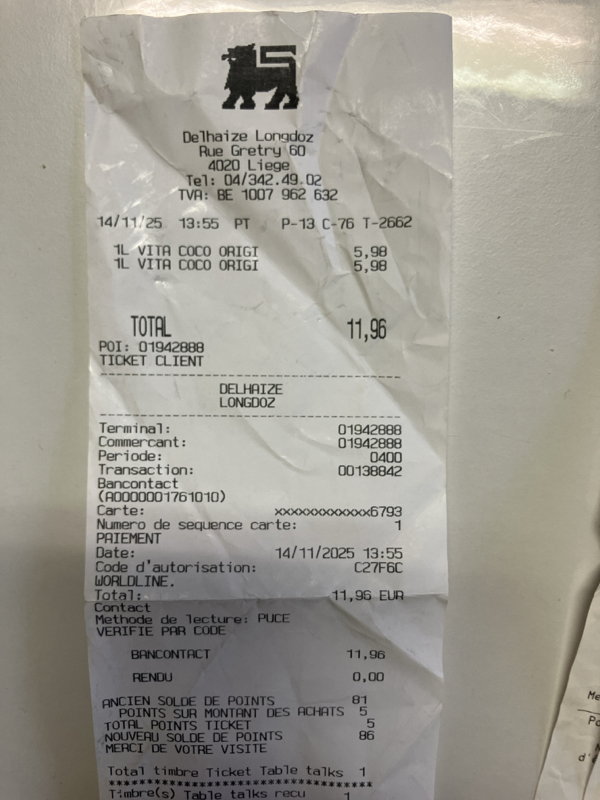 Delhaize Longdoz
Rue Gretry 60
4020 Liege
Tel: 04/342.49.02
TVA: BE 1007 962 632
14/11/25 13:55 PT P-13 C-76 T-2662
1L VITA COCO ORIGI 5,98
1L VITA COCO ORIGI 5,98
TOTAL 11,96
POI: 01942888
TICKET CLIENT
DELHAIZE
LONGDOZ
Terminal: 01942888
Commercant: 01942888
Periode: 0400
Transaction: 00138842
Bancontact
(A0000001761010)
Carte: xxxxxxxxxxxxx6793
Numero de sequence carte: 1
PAIEMENT
Date: 14/11/2025 13:55
Code d'autorisation: C27F6C
WORLDLINE.
Total: 11,96 EUR
Contact
Methode de lecture: PUCE
VERIFIE PAR CODE
BANCONTACT 11,96
RENDU 0,00
ANCIEN SOLDE DE POINTS 81
POINTS SUR MONTANT DES ACHATS 5
TOTAL POINTS TICKET 5
NOUVEAU SOLDE DE POINTS 86
MERCI DE VOTRE VISITE
Total timbre Ticket Table talks 1
**********************************
Timbre(s) Table talks recu 1